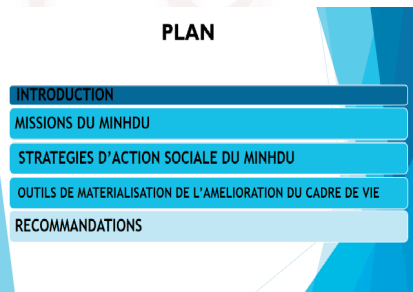 PLAN
INTRODUCTION
MISSIONS DU MINHDU
STRATEGIES D'ACTION SOCIALE DU MINHDU
OUTILS DE MATERIALISATION DE L'AMELIORATION DU CADRE DE VIE
RECOMMANDATIONS